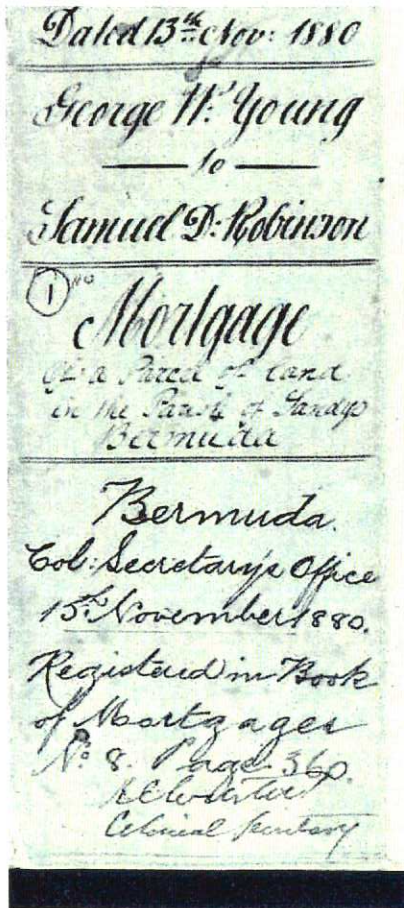 Dated 13th Nov: 1880
George W. Young
to
Samuel D: Robinson
1
Mortgage
of a Parcel of land
in the Parish of Sandys
Bermuda
Bermuda.
Col: Secretary's Office
15th November 1880.
Registered in Book
of Mortgages
No. 8. Page 360.
Colonial Secretary